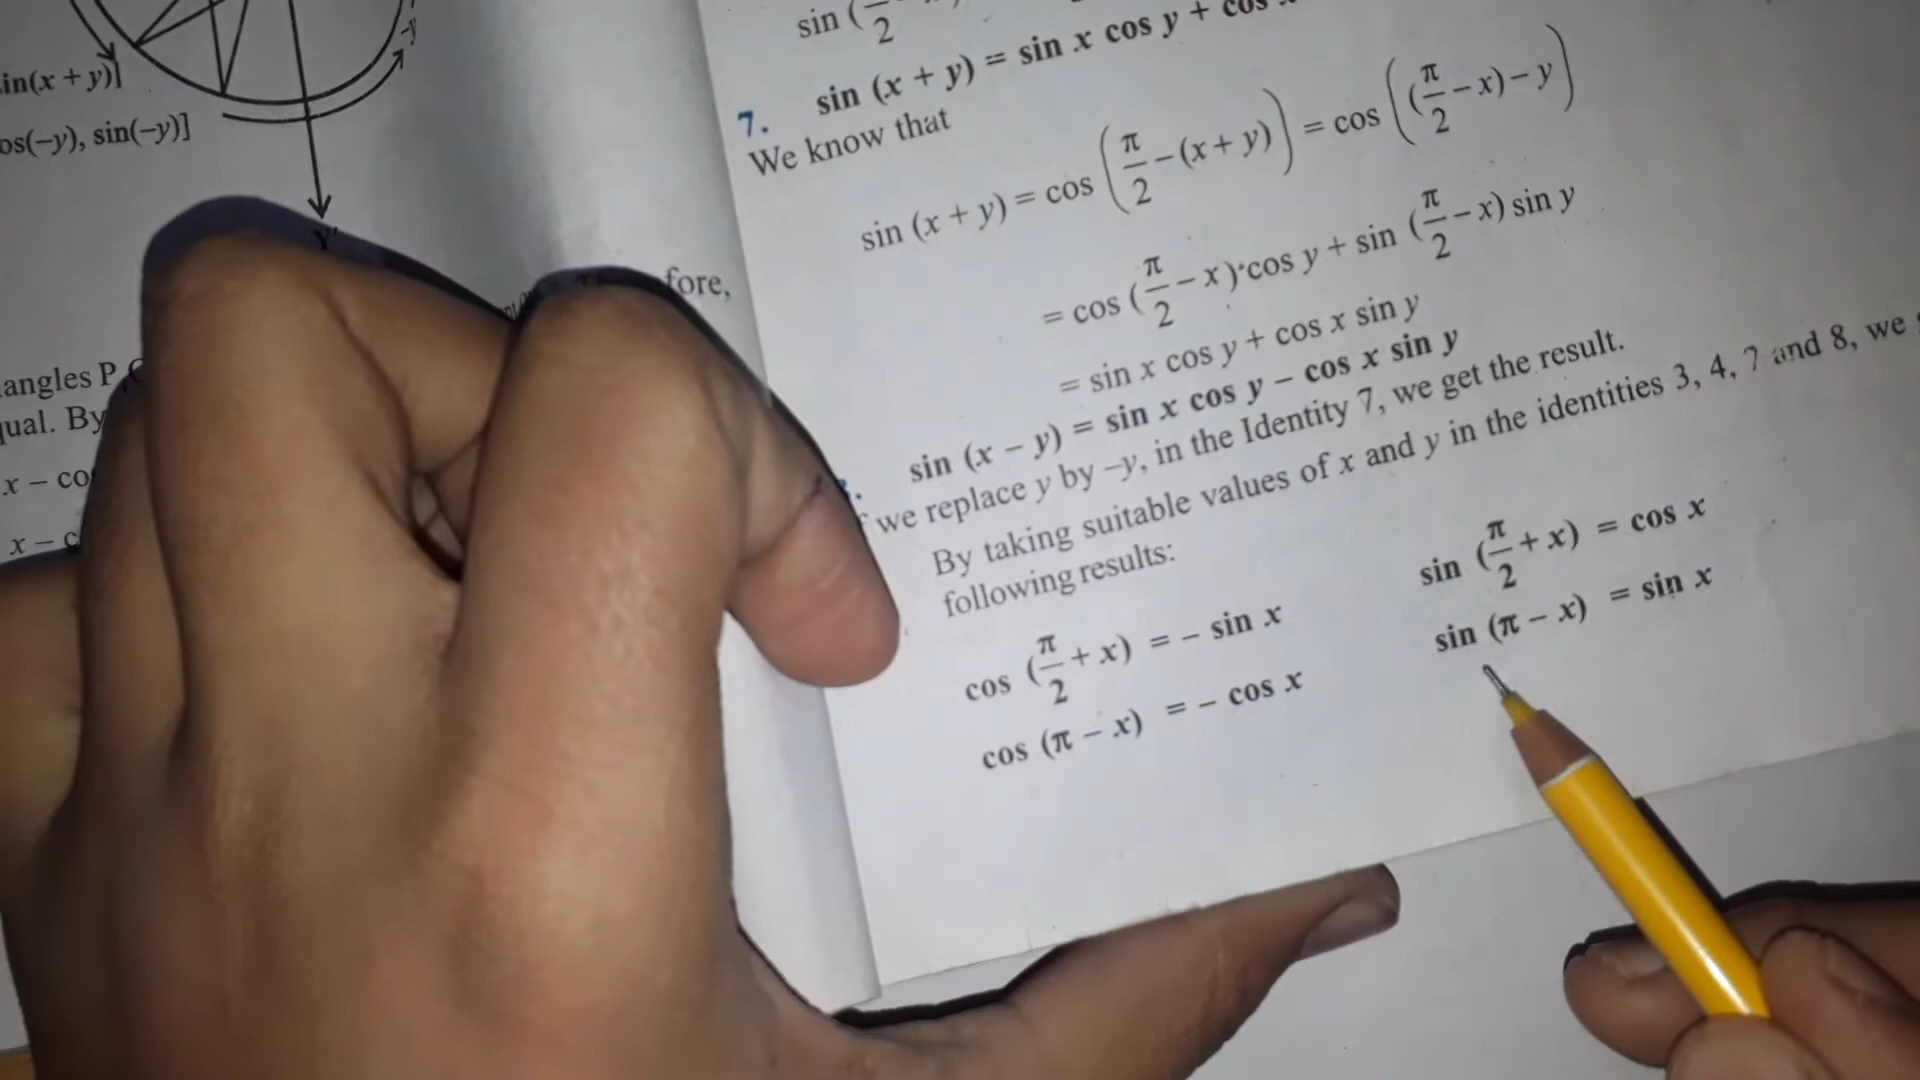 in(x + y)]
os(–y), sin(–y)]
–y
Y'
fore,
angles P
qual. By
x – co
x – c
sin (π/2
7. sin (x + y) = sin x cos y + cos
We know that
sin (x + y) = cos (π/2 – (x + y)) = cos ((π/2 – x) – y)
= cos (π/2 – x) cos y + sin (π/2 – x) sin y
= sin x cos y + cos x sin y
sin (x – y) = sin x cos y – cos x sin y
we replace y by –y, in the Identity 7, we get the result.
By taking suitable values of x and y in the identities 3, 4, 7 and 8, we
following results:
cos (π/2 + x) = – sin x sin (π/2 + x) = cos x
cos (π – x) = – cos x sin (π – x) = sin x